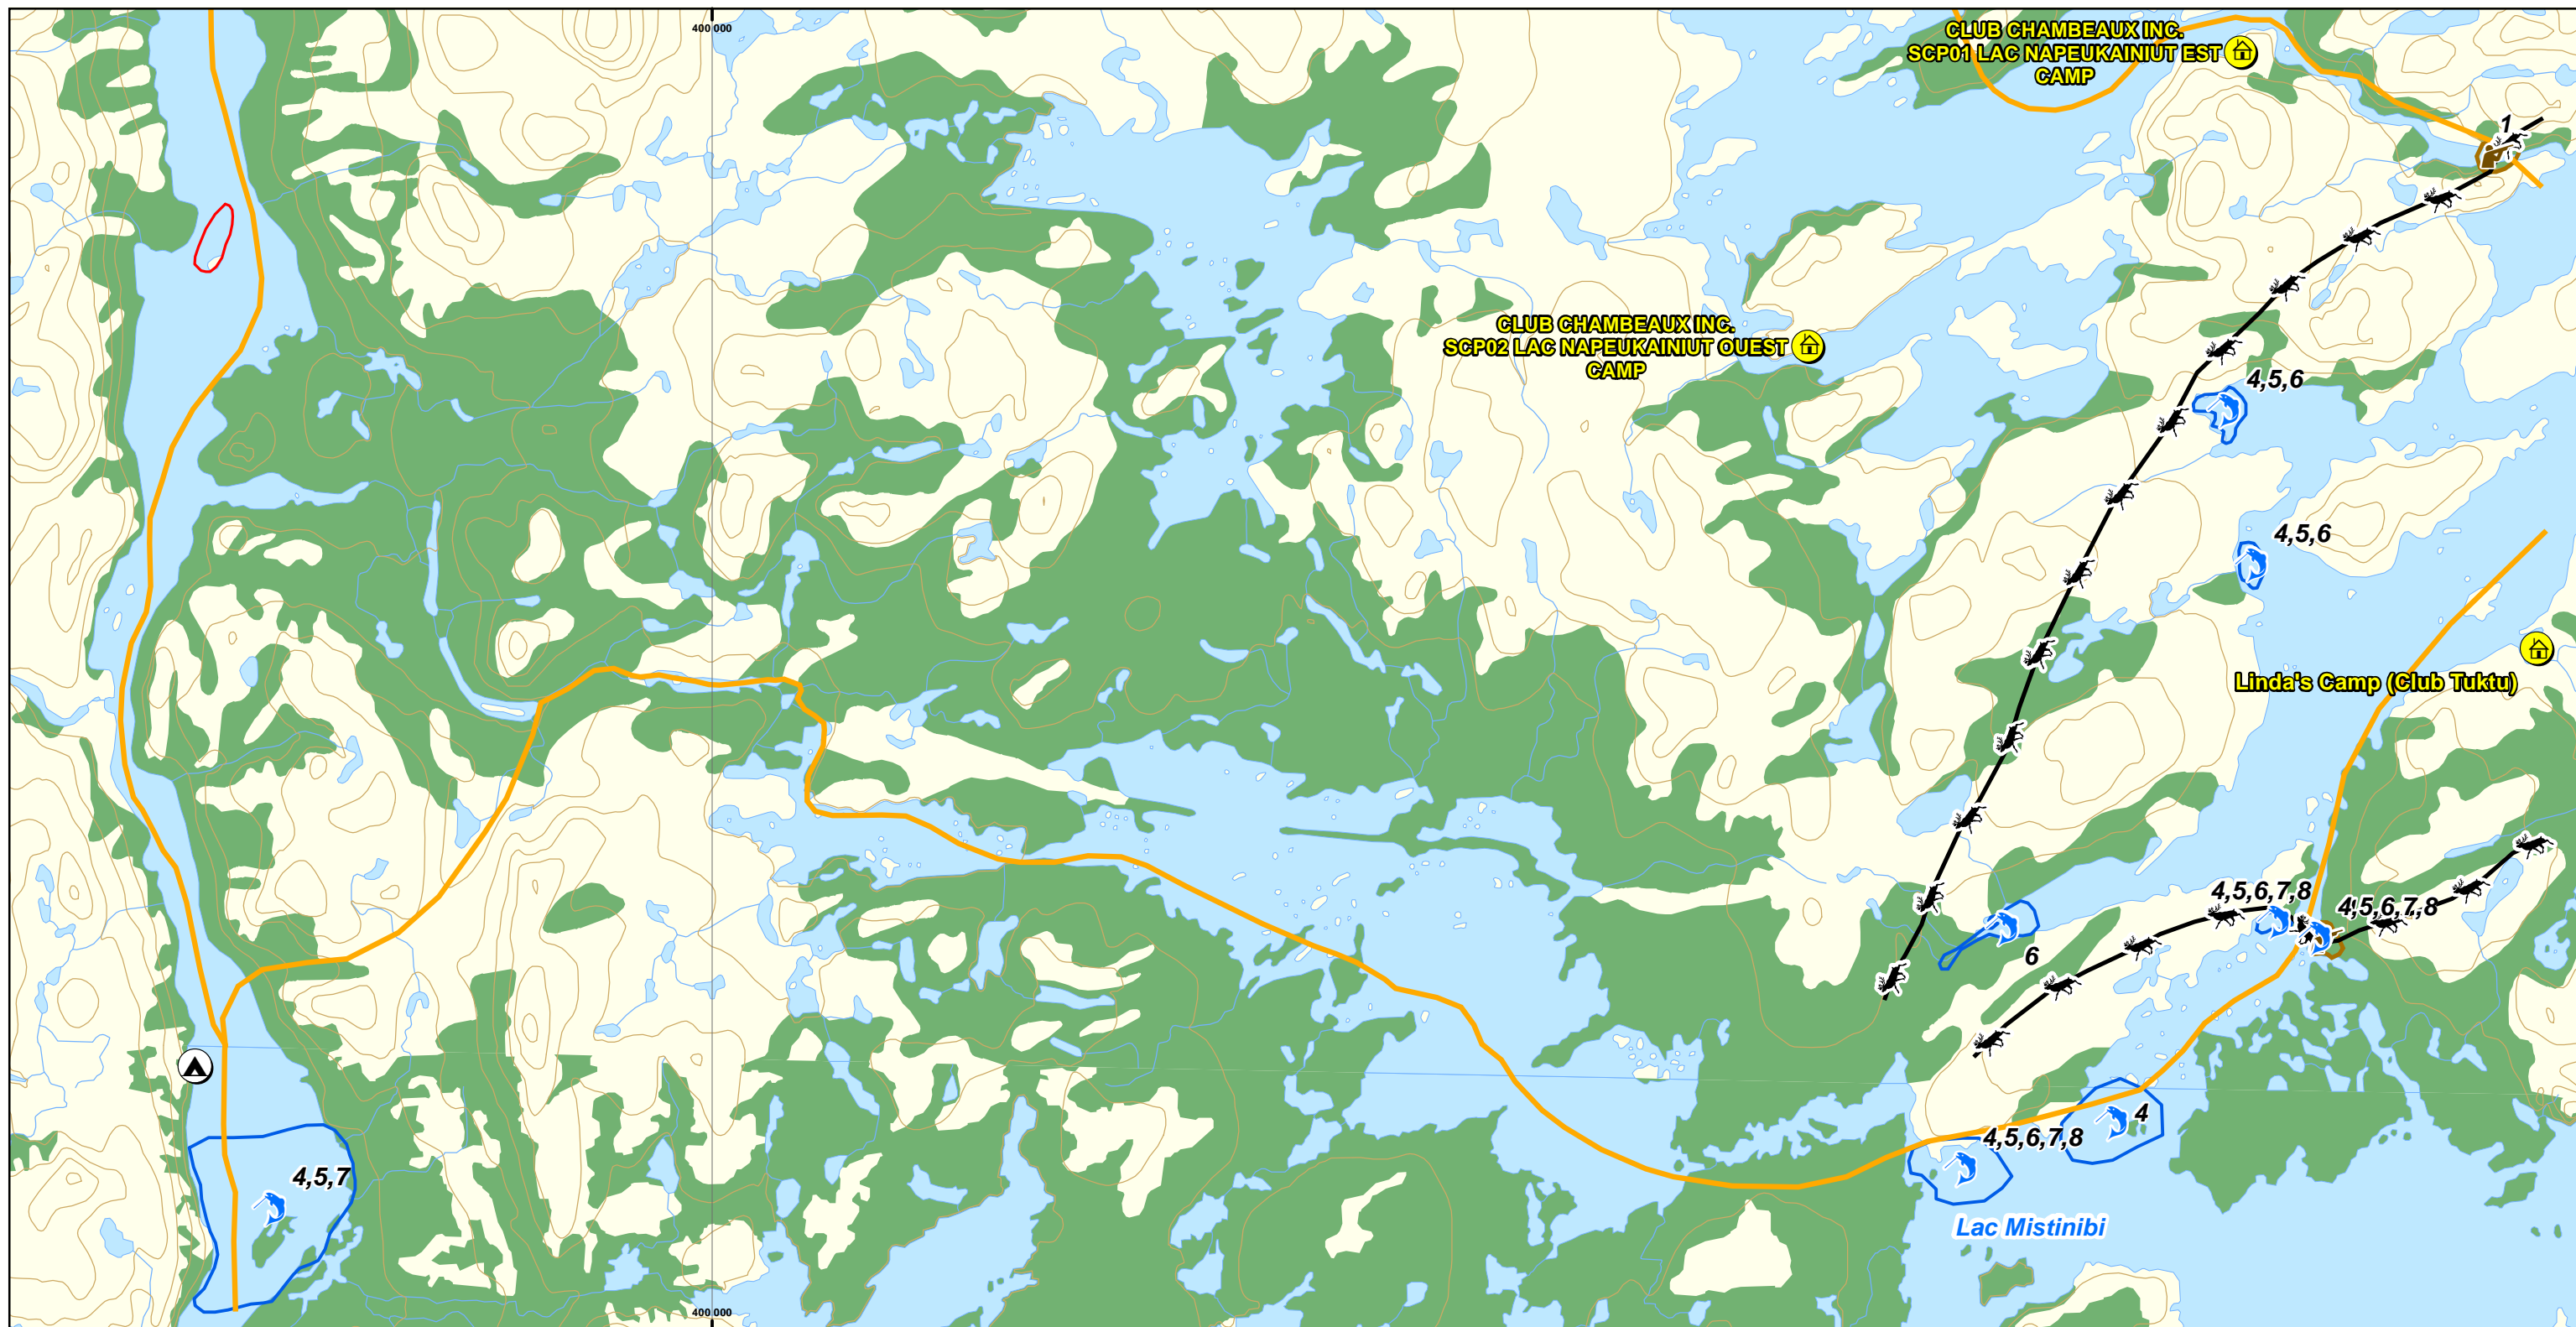 400 000
CLUB CHAMBEAUX INC.
SCP01 LAC NAPEUKAINIUT EST
CAMP
1
CLUB CHAMBEAUX INC.
SCP02 LAC NAPEUKAINIUT OUEST
CAMP
4,5,6
4,5,6
Linda's Camp (Club Tuktu)
4,5,6,7,8
4,5,6,7,8
6
4
4,5,6,7,8
4,5,7
Lac Mistinibi
400 000